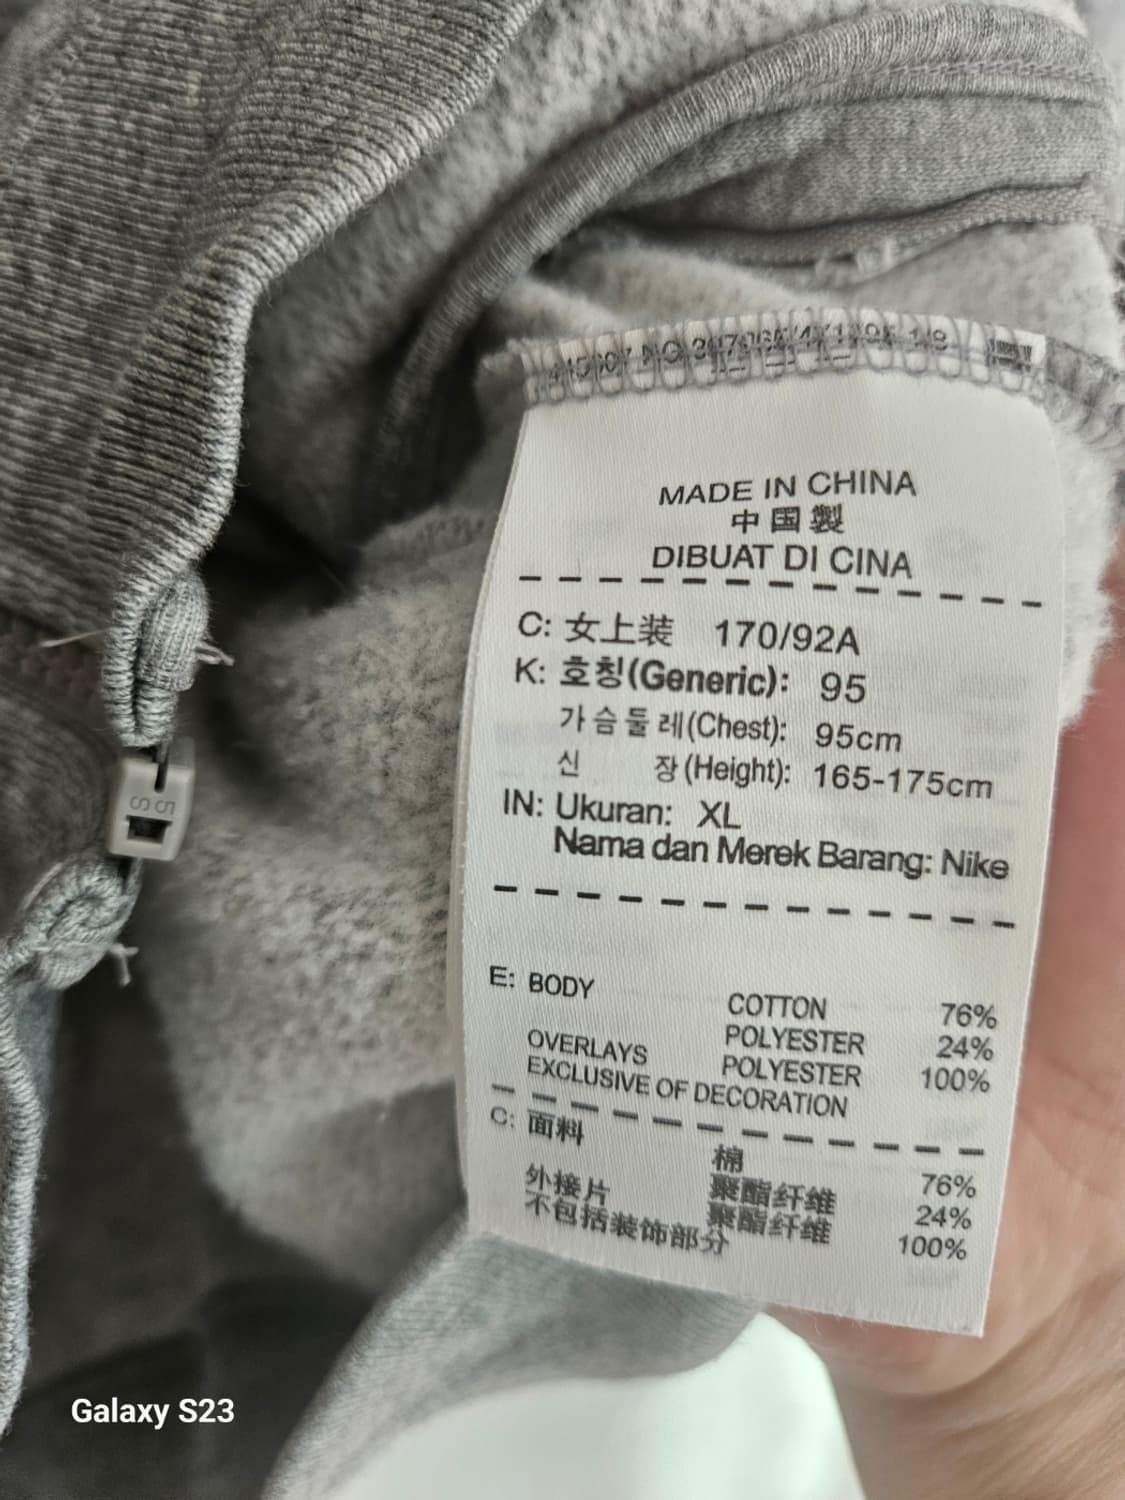 MADE IN CHINA
中国製
DIBUAT DI CINA
C: 女上装 170/92A
K: 호칭(Generic): 95
가슴둘레(Chest): 95cm
신 장(Height): 165-175cm
IN: Ukuran: XL
Nama dan Merek Barang: Nike
E: BODY COTTON 76%
POLYESTER 24%
OVERLAYS POLYESTER 100%
EXCLUSIVE OF DECORATION
C: 面料 棉 76%
聚酯纤维 24%
外接片 聚酯纤维 100%
不包括装饰部分
Galaxy S23